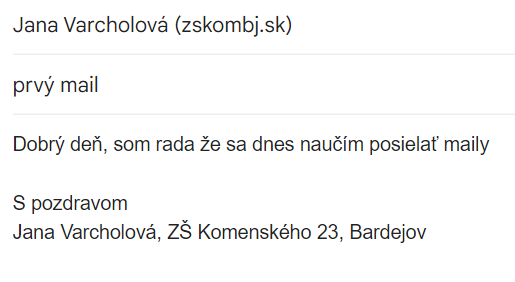 Jana Varcholová (zskombj.sk)
prvý mail
Dobrý deň, som rada že sa dnes naučím posielať maily
S pozdravom
Jana Varcholová, ZŠ Komenského 23, Bardejov